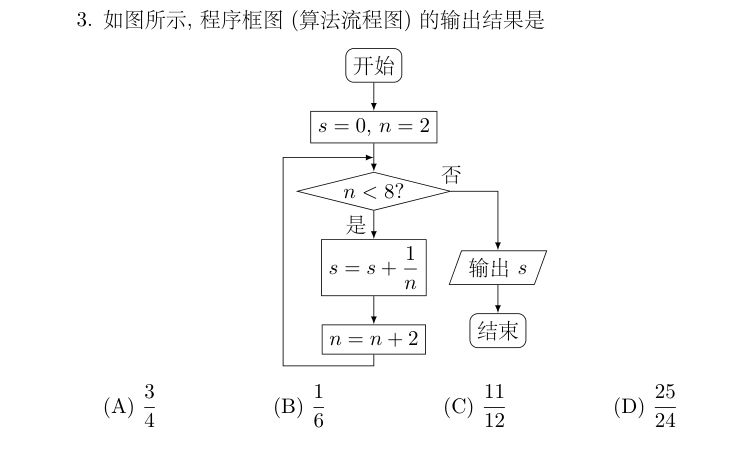 3. 如图所示, 程序框图 (算法流程图) 的输出结果是
开始
s = 0, n = 2
n < 8?
否
是
s = s + 1/n
输出 s
n = n + 2
结束
(A) 3/4 (B) 1/6 (C) 11/12 (D) 25/24